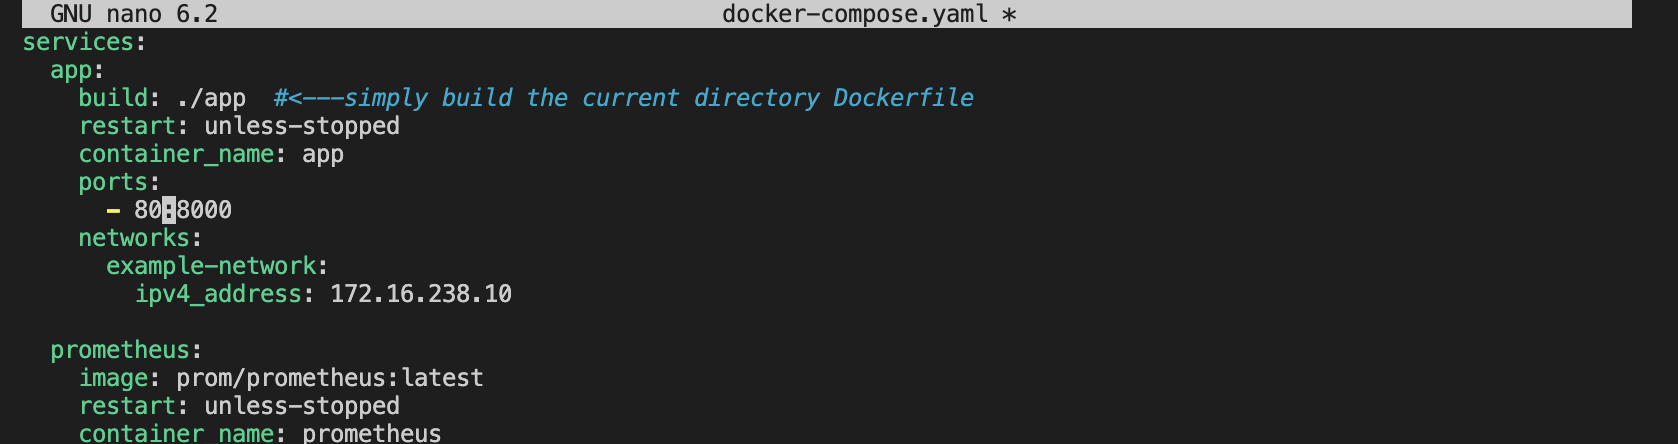 GNU nano 6.2 docker-compose.yaml *
services:
  app:
    build: ./app  #<---simply build the current directory Dockerfile
    restart: unless-stopped
    container_name: app
    ports:
      - 80:8000
    networks:
      example-network:
        ipv4_address: 172.16.238.10

  prometheus:
    image: prom/prometheus:latest
    restart: unless-stopped
    container_name: prometheus